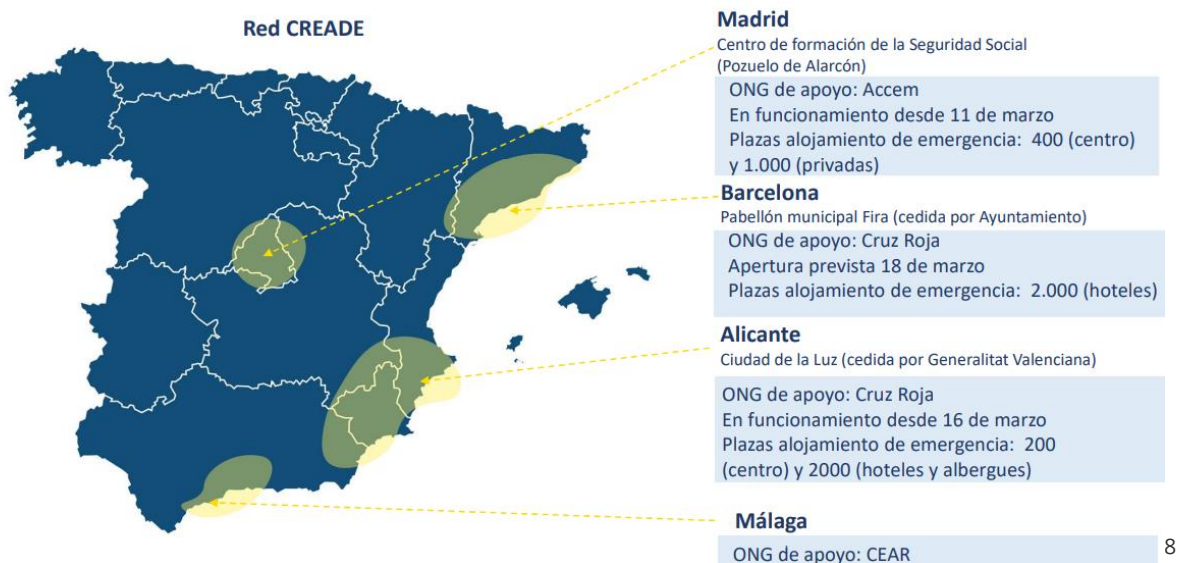 Red CREADE
Madrid
Centro de formación de la Seguridad Social
(Pozuelo de Alarcón)
ONG de apoyo: Accem
En funcionamiento desde 11 de marzo
Plazas alojamiento de emergencia: 400 (centro)
y 1.000 (privadas)
Barcelona
Pabellón municipal Fira (cedida por Ayuntamiento)
ONG de apoyo: Cruz Roja
Apertura prevista 18 de marzo
Plazas alojamiento de emergencia: 2.000 (hoteles)
Alicante
Ciudad de la Luz (cedida por Generalitat Valenciana)
ONG de apoyo: Cruz Roja
En funcionamiento desde 16 de marzo
Plazas alojamiento de emergencia: 200
(centro) y 2000 (hoteles y albergues)
Málaga
ONG de apoyo: CEAR
8